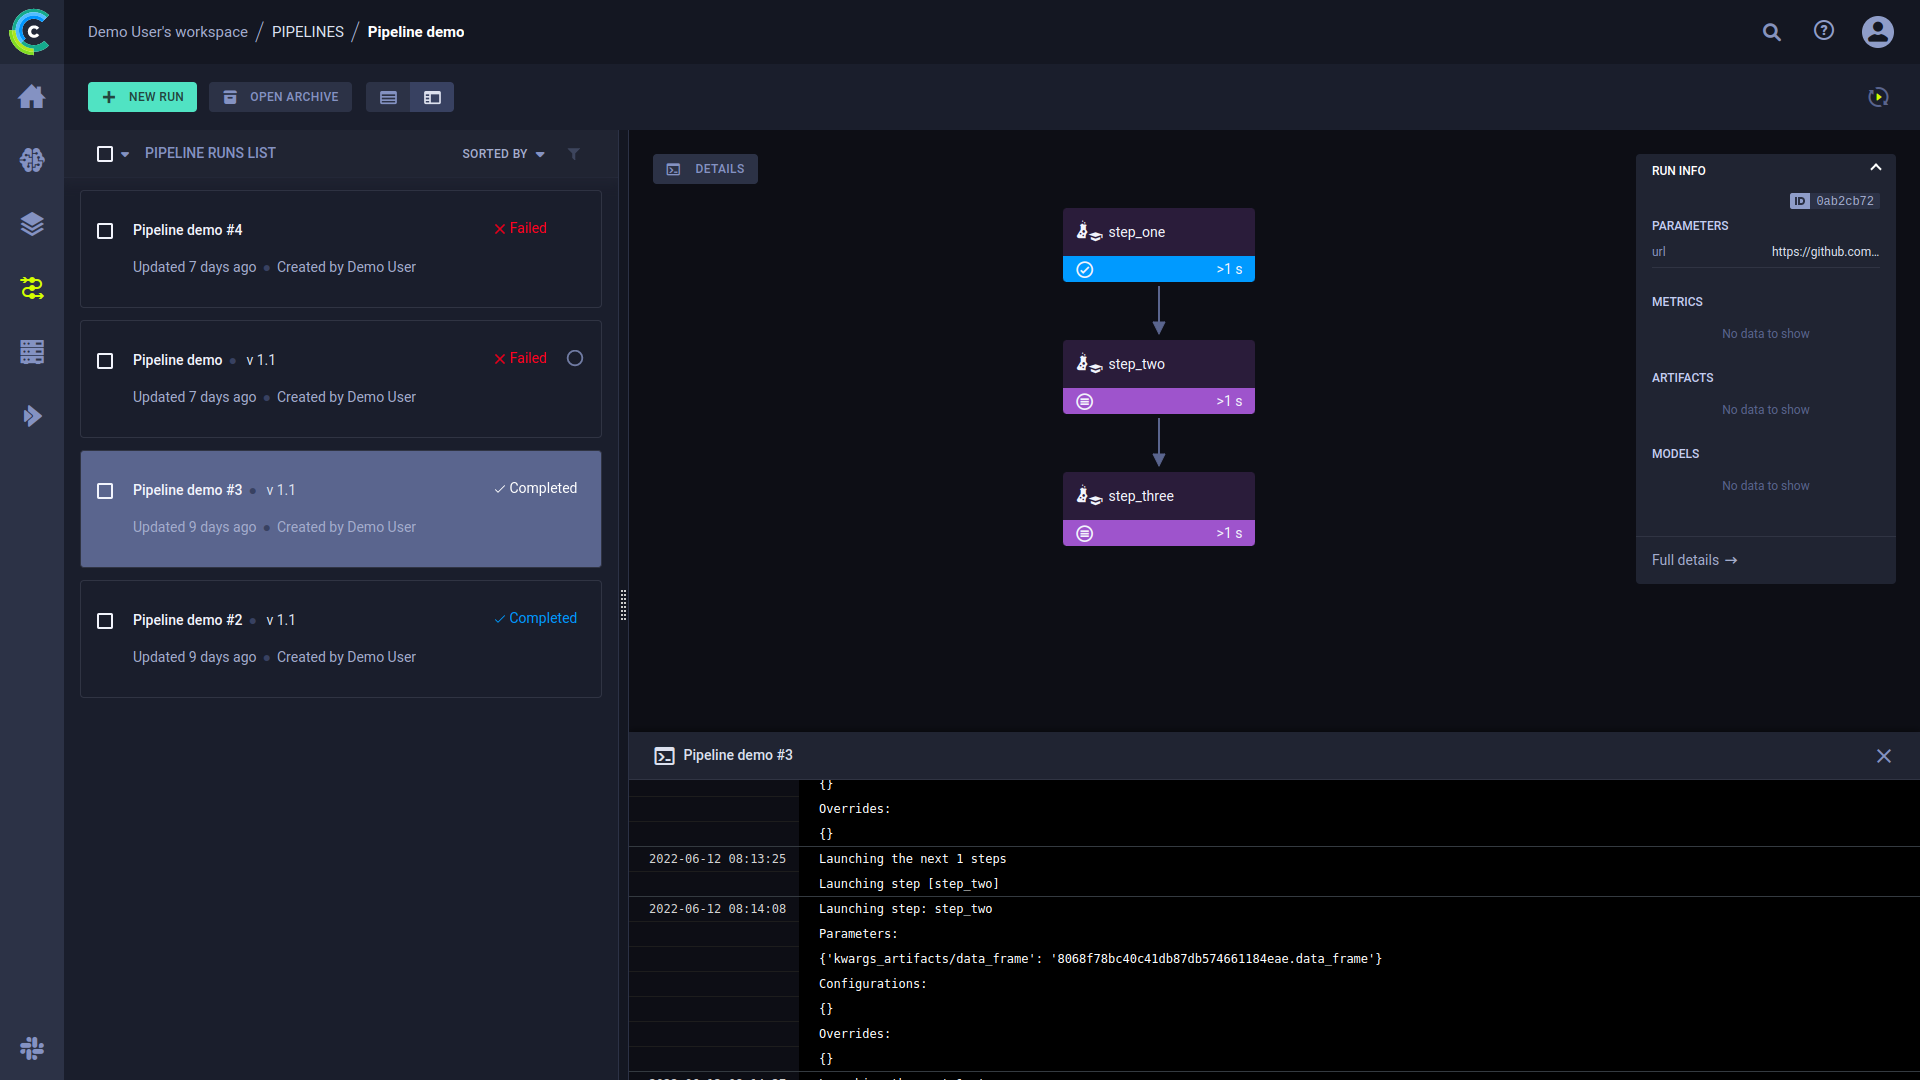 Demo User's workspace / PIPELINES / Pipeline demo
NEW RUN
OPEN ARCHIVE
PIPELINE RUNS LIST
SORTED BY
Pipeline demo #4
Failed
Updated 7 days ago • Created by Demo User
Pipeline demo • v 1.1
Failed
Updated 7 days ago • Created by Demo User
Pipeline demo #3 • v 1.1
Completed
Updated 9 days ago • Created by Demo User
Pipeline demo #2 • v 1.1
Completed
Updated 9 days ago • Created by Demo User
DETAILS
step_one
>1 s
step_two
>1 s
step_three
>1 s
RUN INFO
ID 0ab2cb72
PARAMETERS
url https://github.com...
METRICS
No data to show
ARTIFACTS
No data to show
MODELS
No data to show
Full details →
Pipeline demo #3
{}
Overrides:
{}
2022-06-12 08:13:25 Launching the next 1 steps
Launching step [step_two]
2022-06-12 08:14:08 Launching step: step_two
Parameters:
{'kwargs_artifacts/data_frame': '8068f78bc40c41db87db574661184eae.data_frame'}
Configurations:
{}
Overrides:
{}